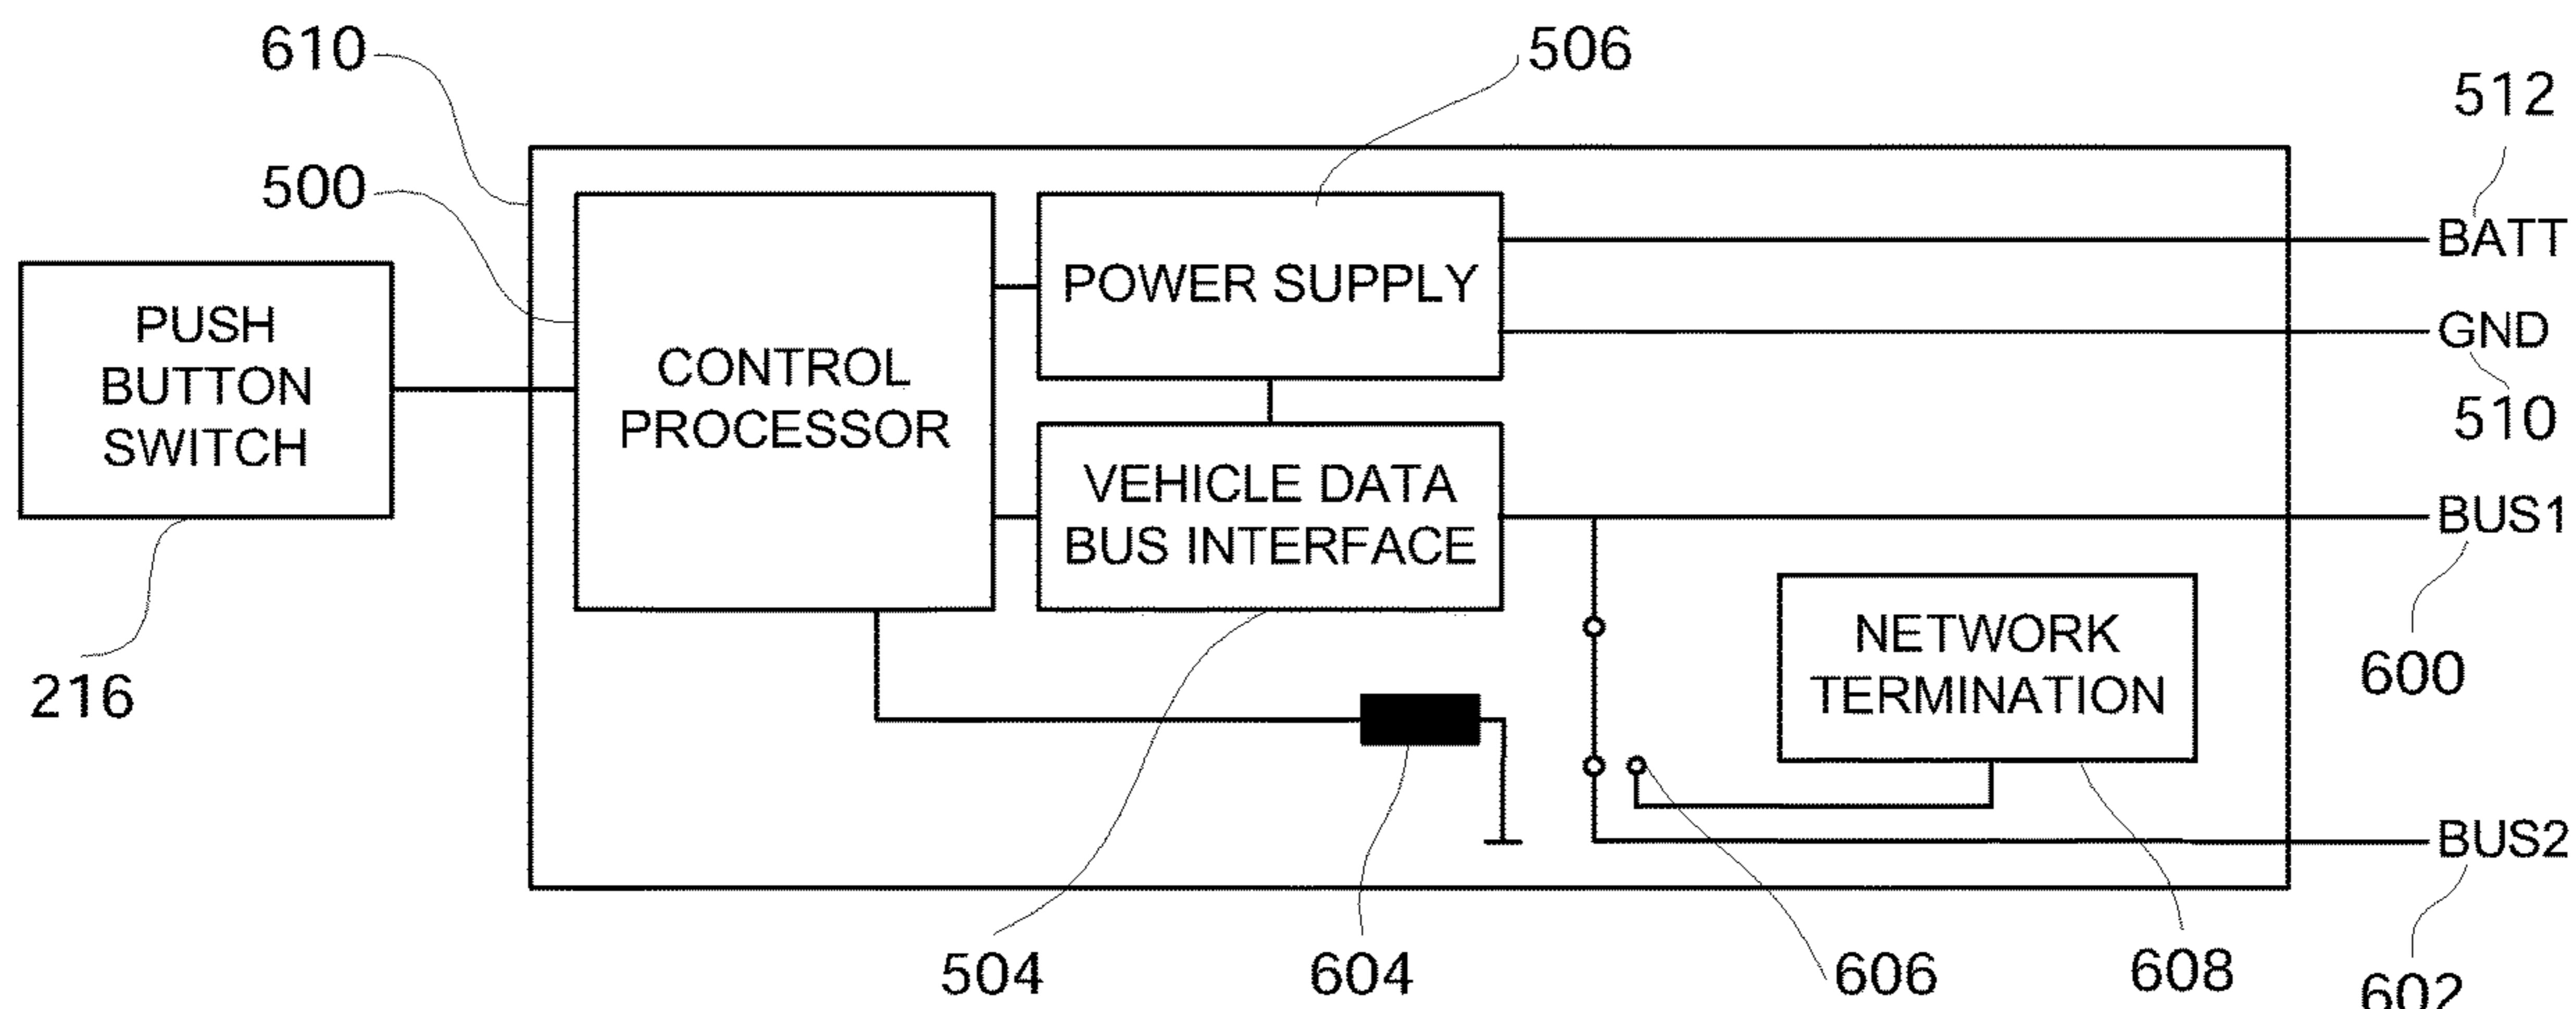 610
506
512
500
BATT
POWER SUPPLY
GND
PUSH
BUTTON
SWITCH
CONTROL
PROCESSOR
510
VEHICLE DATA
BUS INTERFACE
BUS1
NETWORK
TERMINATION
600
216
BUS2
504
604
606
608
602